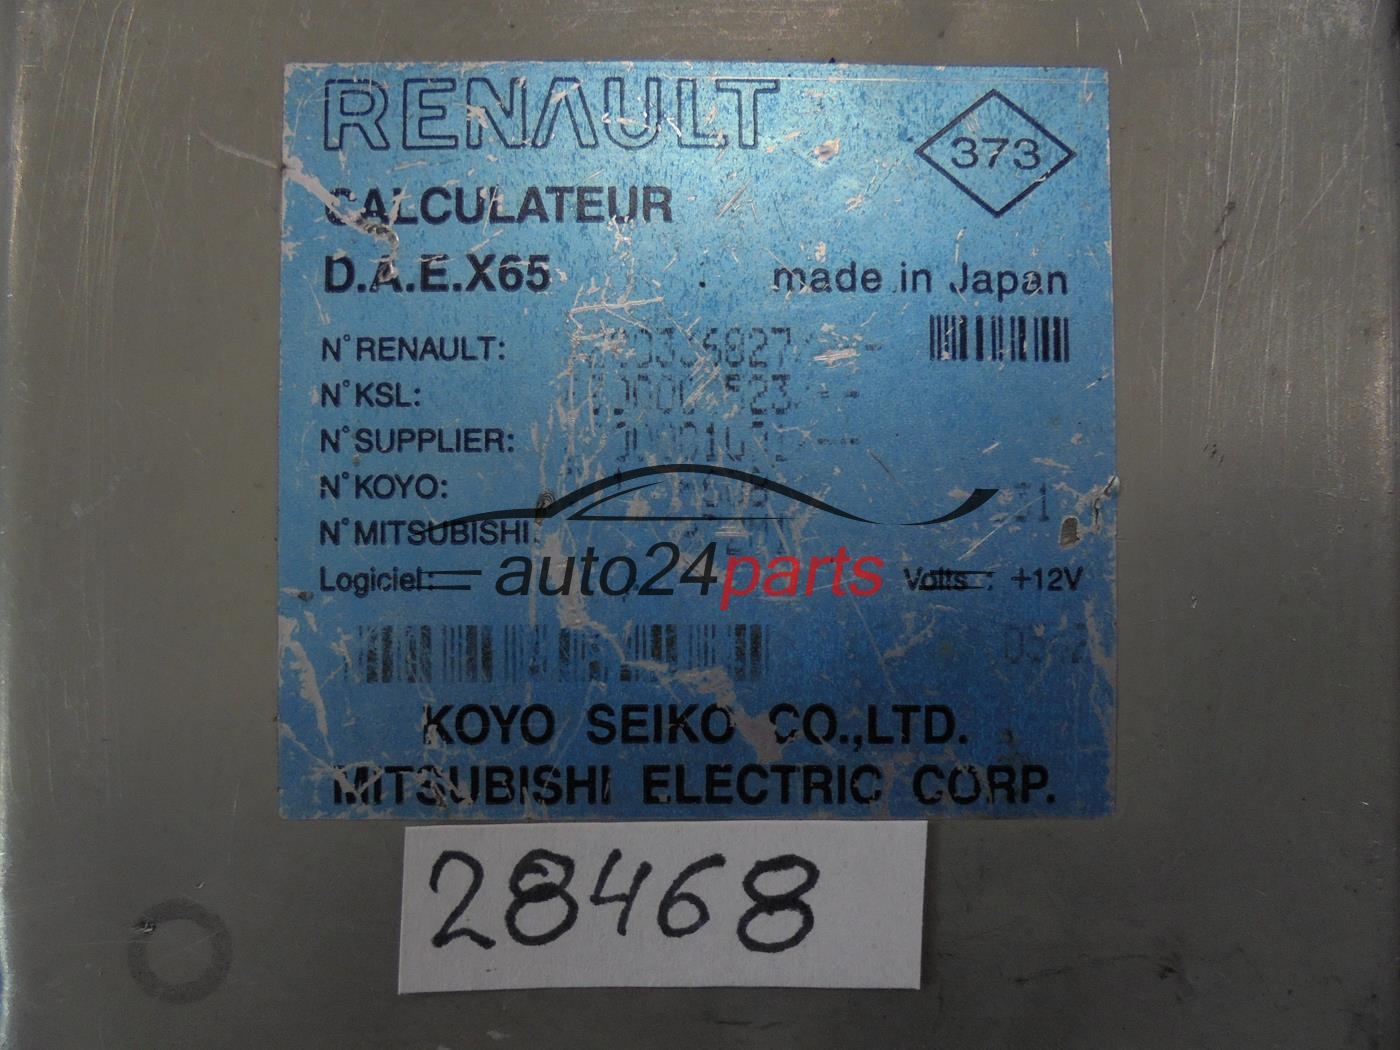 RENAULT
373
CALCULATEUR
D.A.E.X65 made in Japan
N°RENAULT:
N°KSL:
N°SUPPLIER:
N°KOYO:
N°MITSUBISHI:
Logiciel: auto24parts Volts : +12V
KOYO SEIKO CO.,LTD.
MITSUBISHI ELECTRIC CORP.
28468